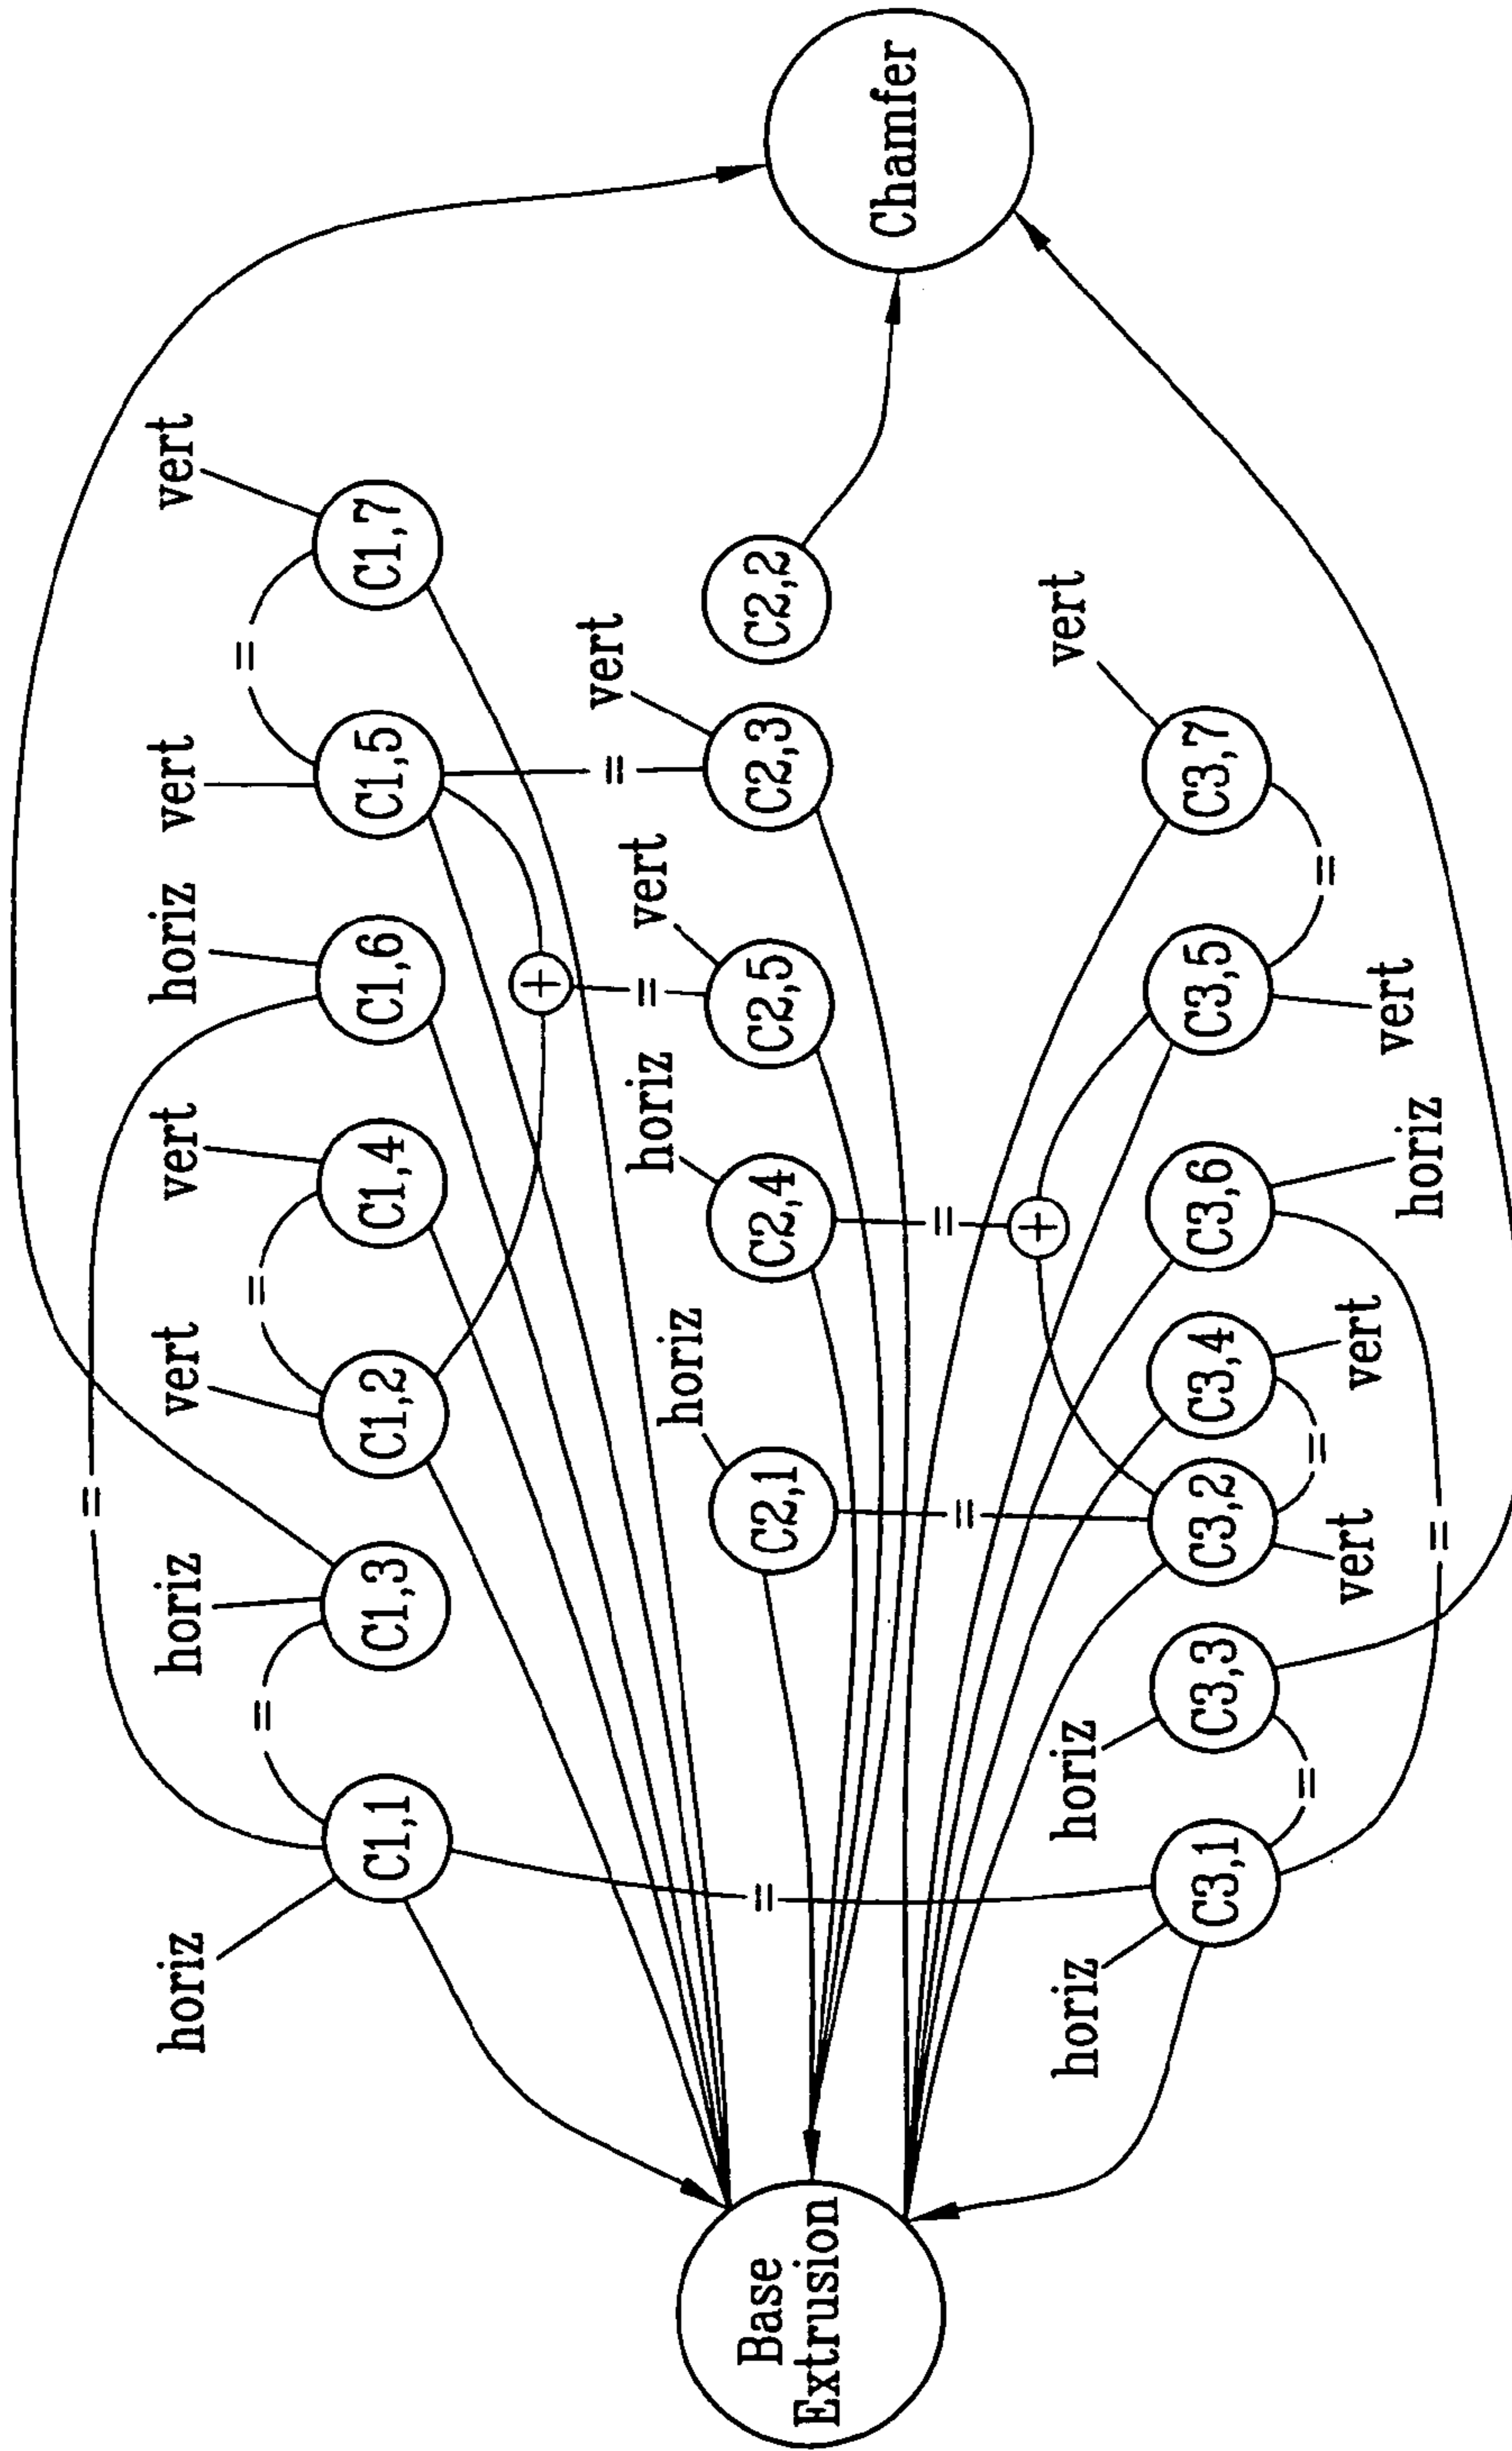 horiz
horiz
vert
vert
horiz
vert
vert
=
=
=
=
C1,1
C1,3
C1,2
C1,4
C1,6
C1,5
C1,7
+
=
vert
=
vert
horiz
horiz
Base
Extrusion
=
C2,1
C2,4
C2,5
C2,3
C2,2
Chamfer
=
=
+
horiz
horiz
vert
C3,1
C3,3
C3,2
C3,4
C3,6
C3,5
C3,7
=
=
=
vert
vert
vert
horiz
=